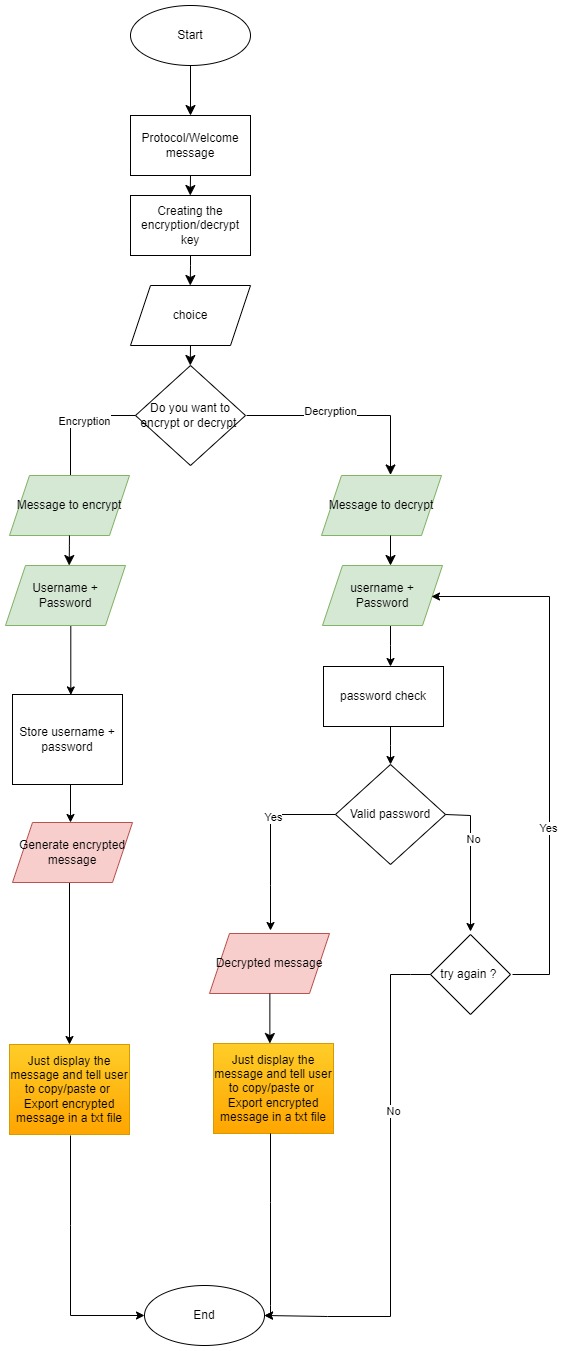 Start
Protocol/Welcome
message
Creating the
encryption/decrypt
key
choice
Do you want to
encrypt or decrypt
Encryption
Decryption
Message to encrypt
Message to decrypt
Username +
Password
username +
Password
Store username +
password
password check
Valid password
Yes
No
Yes
Generate encrypted
message
Decrypted message
try again ?
Just display the
message and tell user
to copy/paste or
Export encrypted
message in a txt file
Just display the
message and tell user
to copy/paste or
Export encrypted
message in a txt file
No
End